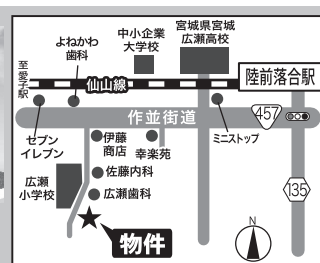 よねかわ
歯科
中小企業
大学校
宮城県宮城
広瀬高校
至愛子駅
仙山線
陸前落合駅
作並街道
457
セブン
イレブン
伊藤
商店
幸楽苑
ミニストップ
佐藤内科
広瀬
小学校
広瀬歯科
135
物件
N